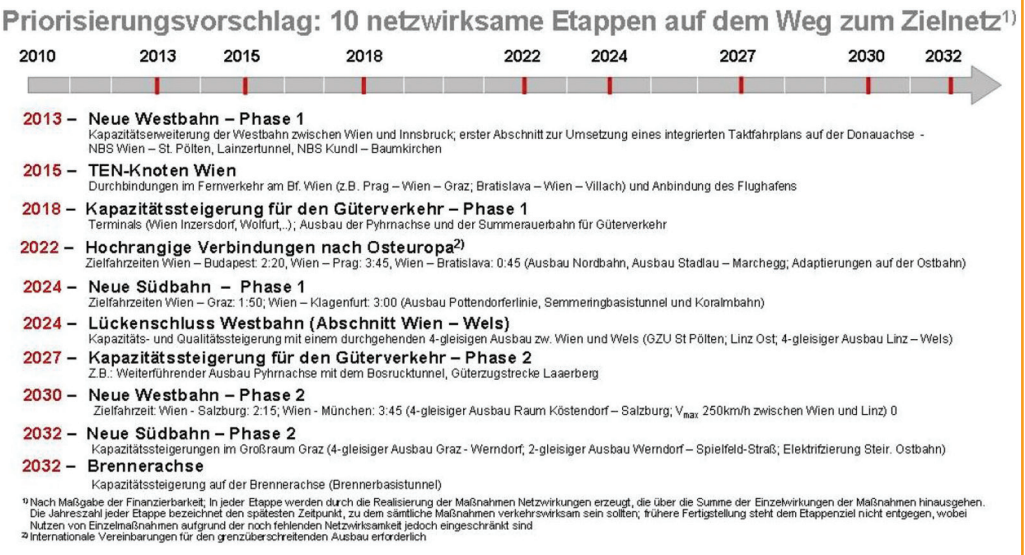 Priorisierungsvorschlag: 10 netzwirksame Etappen auf dem Weg zum Zielnetz1)
2010 2013 2015 2018 2022 2024 2027 2030 2032
2013 – Neue Westbahn – Phase 1
Kapazitätserweiterung der Westbahn zwischen Wien und Innsbruck; erster Abschnitt zur Umsetzung eines integrierten Taktfahrplans auf der Donauachse -
NBS Wien – St. Pölten, Lainzertunnel, NBS Kundl – Baumkirchen
2015 – TEN-Knoten Wien
Durchbindungen im Fernverkehr am Bf. Wien (z.B. Prag – Wien – Graz; Bratislava – Wien – Villach) und Anbindung des Flughafens
2018 – Kapazitätssteigerung für den Güterverkehr – Phase 1
Terminals (Wien Inzersdorf, Wolfurt,..); Ausbau der Pyhrnachse und der Summerauerbahn für Güterverkehr
2022 – Hochrangige Verbindungen nach Osteuropa2)
Zielfahrzeiten Wien – Budapest: 2:20, Wien – Prag: 3:45, Wien – Bratislava: 0:45 (Ausbau Nordbahn, Ausbau Stadlau – Marchegg; Adaptierungen auf der Ostbahn)
2024 – Neue Südbahn – Phase 1
Zielfahrzeiten Wien – Graz: 1:50; Wien – Klagenfurt: 3:00 (Ausbau Pottendorferlinie, Semmeringbasistunnel und Koralmbahn)
2024 – Lückenschluss Westbahn (Abschnitt Wien – Wels)
Kapazitäts- und Qualitätssteigerung mit einem durchgehenden 4-gleisigen Ausbau zw. Wien und Wels (GZU St Pölten; Linz Ost; 4-gleisiger Ausbau Linz – Wels)
2027 – Kapazitätssteigerung für den Güterverkehr – Phase 2
Z.B.: Weiterführender Ausbau Pyhrnachse mit dem Bosrucktunnel, Güterzugstrecke Laaerberg
2030 – Neue Westbahn – Phase 2
Zielfahrzeit: Wien - Salzburg: 2:15; Wien - München: 3:45 (4-gleisiger Ausbau Raum Köstendorf – Salzburg; Vmax 250km/h zwischen Wien und Linz) 0
2032 – Neue Südbahn – Phase 2
Kapazitätssteigerungen im Großraum Graz (4-gleisiger Ausbau Graz - Werndorf; 2-gleisiger Ausbau Werndorf – Spielfeld-Straß; Elektrifzierung Steir. Ostbahn)
2032 – Brennerachse
Kapazitätssteigerung auf der Brennerachse (Brennerbasistunnel)
1) Nach Maßgabe der Finanzierbarkeit; In jeder Etappe werden durch die Realisierung der Maßnahmen Netzwirkungen erzeugt, die über die Summe der Einzelwirkungen der Maßnahmen hinausgehen.
Die Jahreszahl jeder Etappe bezeichnet den spätesten Zeitpunkt, zu dem sämtliche Maßnahmen verkehrswirksam sein sollten; frühere Fertigstellung steht dem Etappenziel nicht entgegen, wobei
Nutzen von Einzelmaßnahmen aufgrund der noch fehlenden Netzwirksamkeit jedoch eingeschränkt sind
2) Internationale Vereinbarungen für den grenzüberschreitenden Ausbau erforderlich